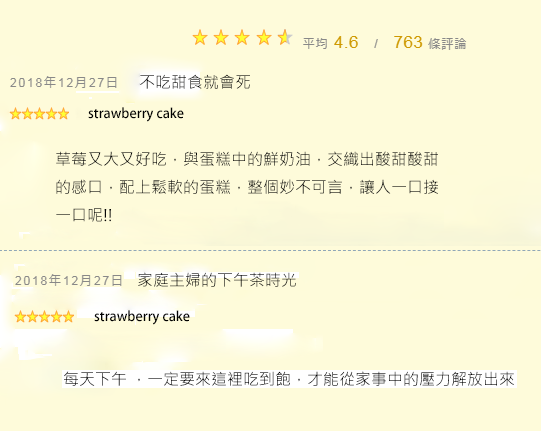 平均 4.6 / 763 條評論
2018年12月27日 不吃甜食就會死
strawberry cake
草莓又大又好吃，與蛋糕中的鮮奶油，交織出酸甜酸甜
的感口，配上鬆軟的蛋糕，整個妙不可言，讓人一口接
一口呢!!
2018年12月27日 家庭主婦的下午茶時光
strawberry cake
每天下午 ，一定要來這裡吃到飽，才能從家事中的壓力解放出來